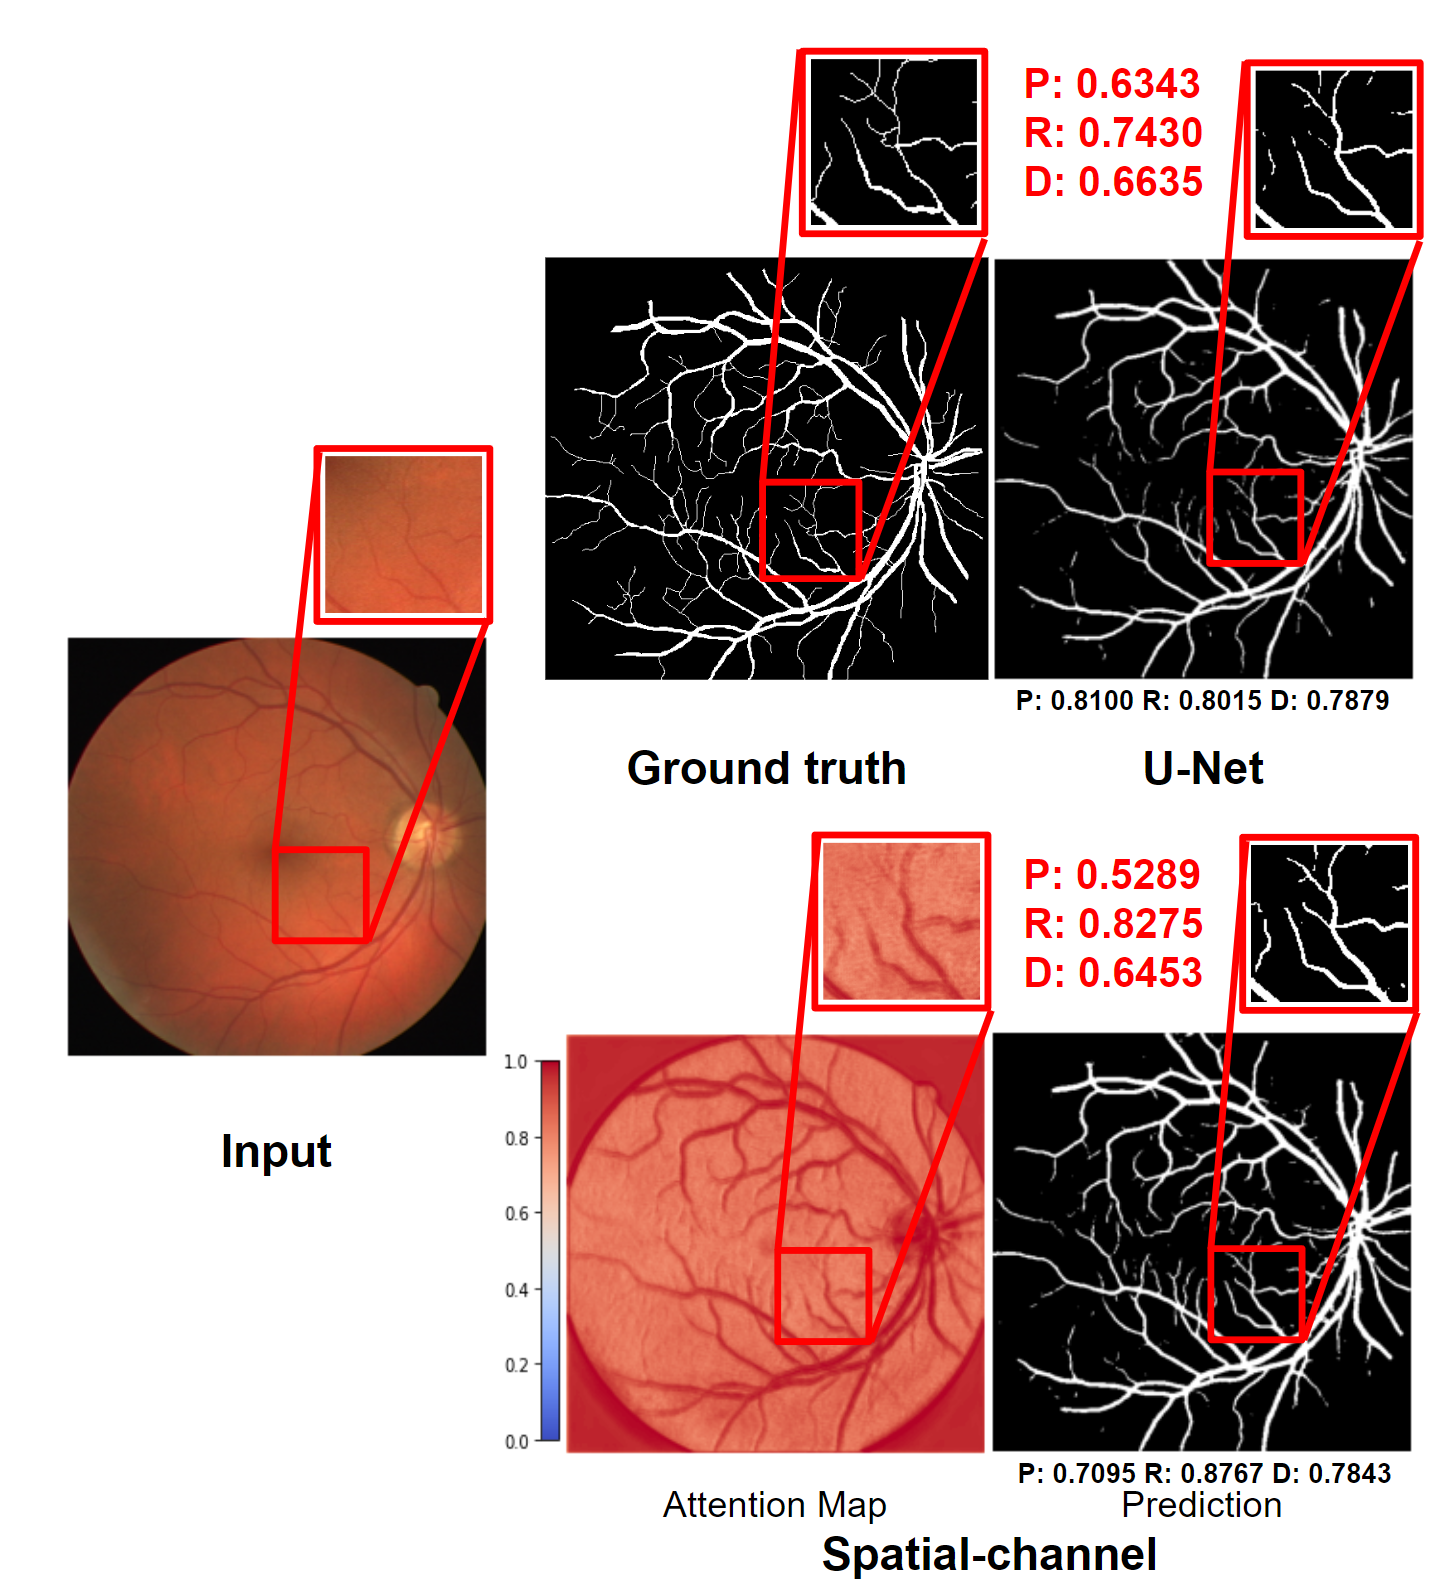 P: 0.6343
R: 0.7430
D: 0.6635
P: 0.8100 R: 0.8015 D: 0.7879
Ground truth
U-Net
P: 0.5289
R: 0.8275
D: 0.6453
Input
1.0
0.8
0.6
0.4
0.2
0.0
P: 0.7095 R: 0.8767 D: 0.7843
Attention Map
Prediction
Spatial-channel